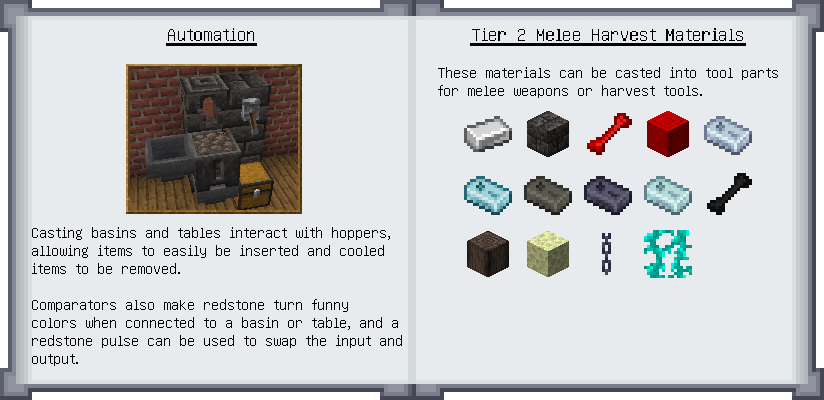 Automation
Casting basins and tables interact with hoppers,
allowing items to easily be inserted and cooled
items to be removed.
Comparators also make redstone turn funny
colors when connected to a basin or table, and a
redstone pulse can be used to swap the input and
output.
Tier 2 Melee Harvest Materials
These materials can be casted into tool parts
for melee weapons or harvest tools.